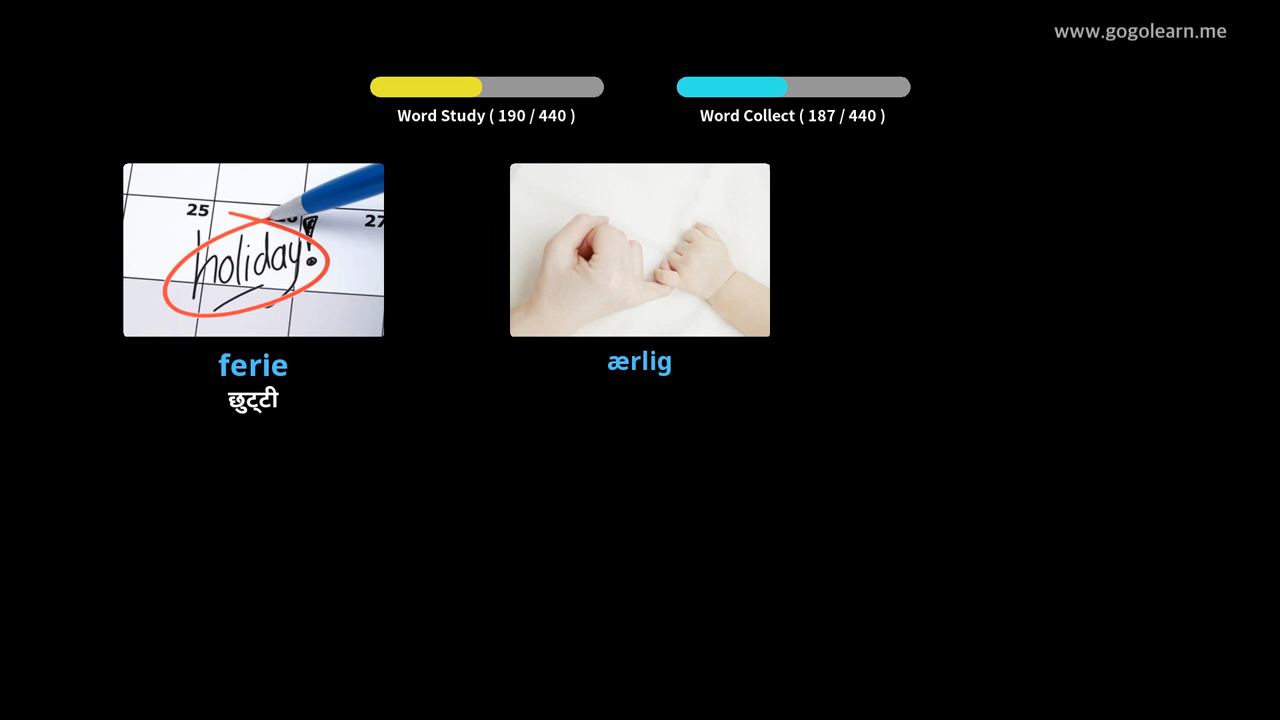 www.gogolearn.me
Word Study ( 190 / 440 )
Word Collect ( 187 / 440 )
25
27
holiday!
ferie
छुट्टी
ærlig